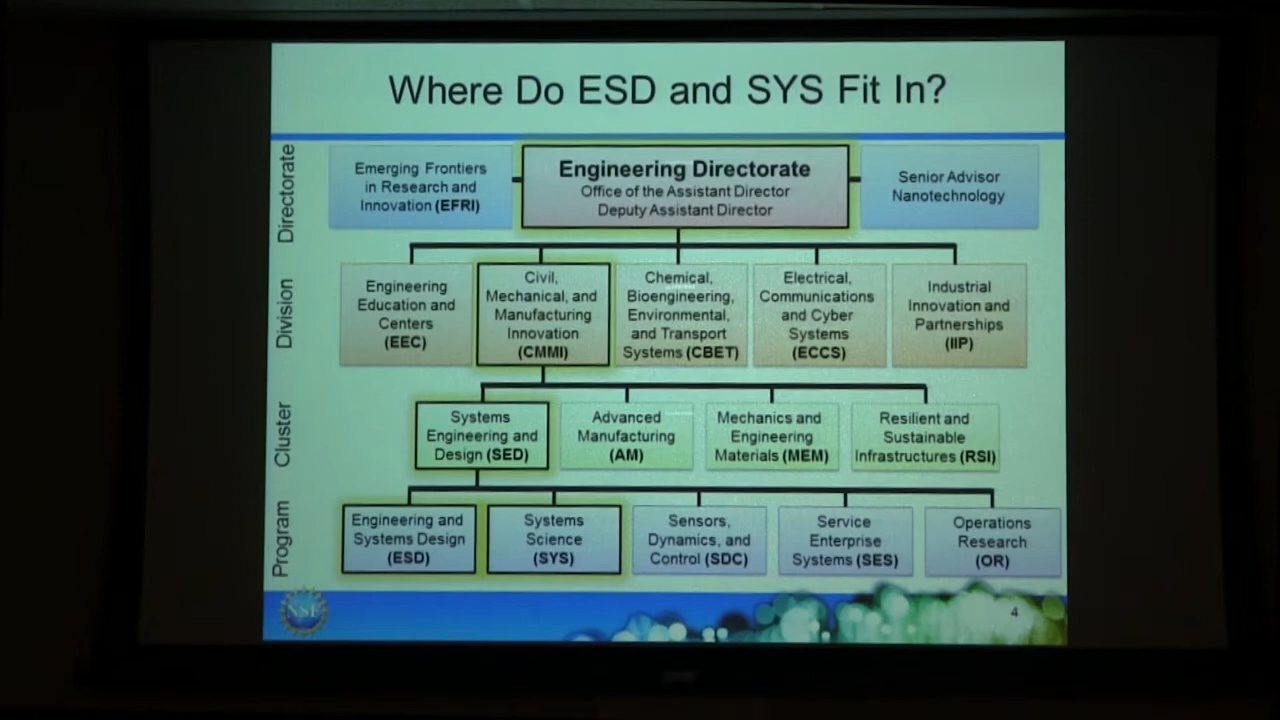 Where Do ESD and SYS Fit In?
Directorate
Emerging Frontiers
in Research and
Innovation (EFRI)
Engineering Directorate
Office of the Assistant Director
Deputy Assistant Director
Senior Advisor
Nanotechnology
Division
Engineering
Education and
Centers
(EEC)
Civil,
Mechanical, and
Manufacturing
Innovation
(CMMI)
Chemical,
Bioengineering,
Environmental,
and Transport
Systems (CBET)
Electrical,
Communications
and Cyber
Systems
(ECCS)
Industrial
Innovation and
Partnerships
(IIP)
Cluster
Systems
Engineering and
Design (SED)
Advanced
Manufacturing
(AM)
Mechanics and
Engineering
Materials (MEM)
Resilient and
Sustainable
Infrastructures (RSI)
Program
Engineering and
Systems Design
(ESD)
Systems
Science
(SYS)
Sensors,
Dynamics, and
Control (SDC)
Service
Enterprise
Systems (SES)
Operations
Research
(OR)
NSF
4